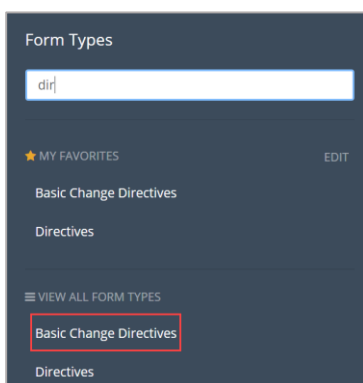 Form Types
dir
MY FAVORITES EDIT
Basic Change Directives
Directives
VIEW ALL FORM TYPES
Basic Change Directives
Directives